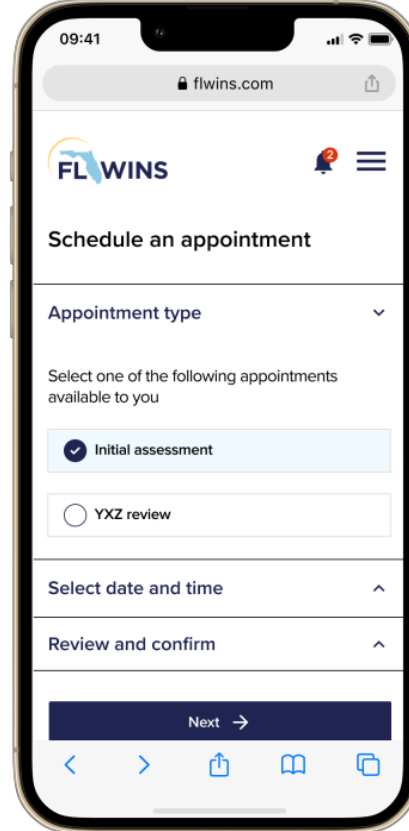 09:41
flwins.com
FL WINS
2
Schedule an appointment
Appointment type
Select one of the following appointments
available to you
Initial assessment
YXZ review
Select date and time
Review and confirm
Next →